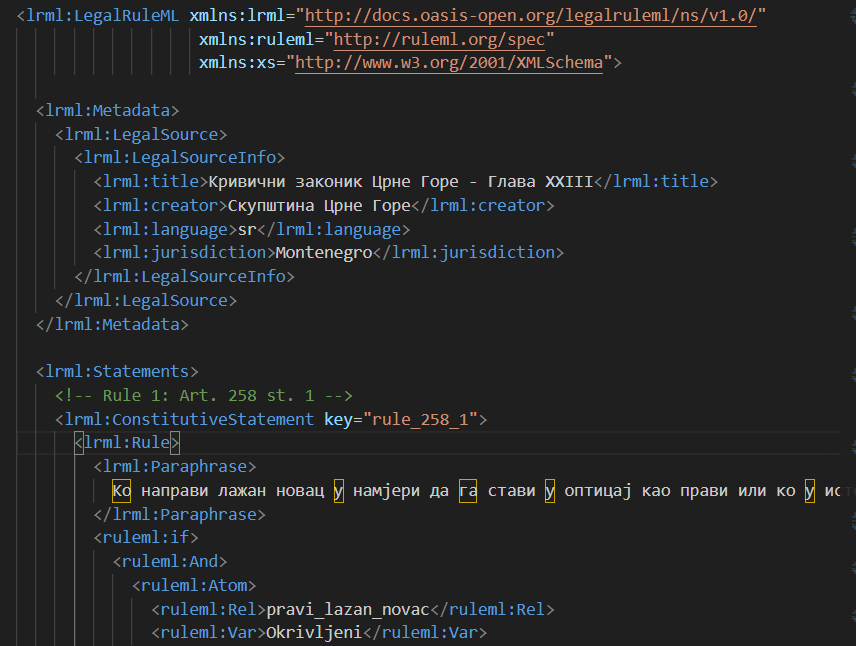 <lrml:LegalRuleML xmlns:lrml="http://docs.oasis-open.org/legalruleml/ns/v1.0/"
xmlns:ruleml="http://ruleml.org/spec"
xmlns:xs="http://www.w3.org/2001/XMLSchema">
<lrml:Metadata>
<lrml:LegalSource>
<lrml:LegalSourceInfo>
<lrml:title>Кривични законик Црне Горе - Глава XXIII</lrml:title>
<lrml:creator>Скупштина Црне Горе</lrml:creator>
<lrml:language>sr</lrml:language>
<lrml:jurisdiction>Montenegro</lrml:jurisdiction>
</lrml:LegalSourceInfo>
</lrml:LegalSource>
</lrml:Metadata>
<lrml:Statements>
<!-- Rule 1: Art. 258 st. 1 -->
<lrml:ConstitutiveStatement key="rule_258_1">
<lrml:Rule>
<lrml:Paraphrase>
Ко направи лажан новац у намјери да га стави у оптицај као прави или ко у
</lrml:Paraphrase>
<ruleml:if>
<ruleml:And>
<ruleml:Atom>
<ruleml:Rel>pravi_lazan_novac</ruleml:Rel>
<ruleml:Var>Okrivljeni</ruleml:Var>